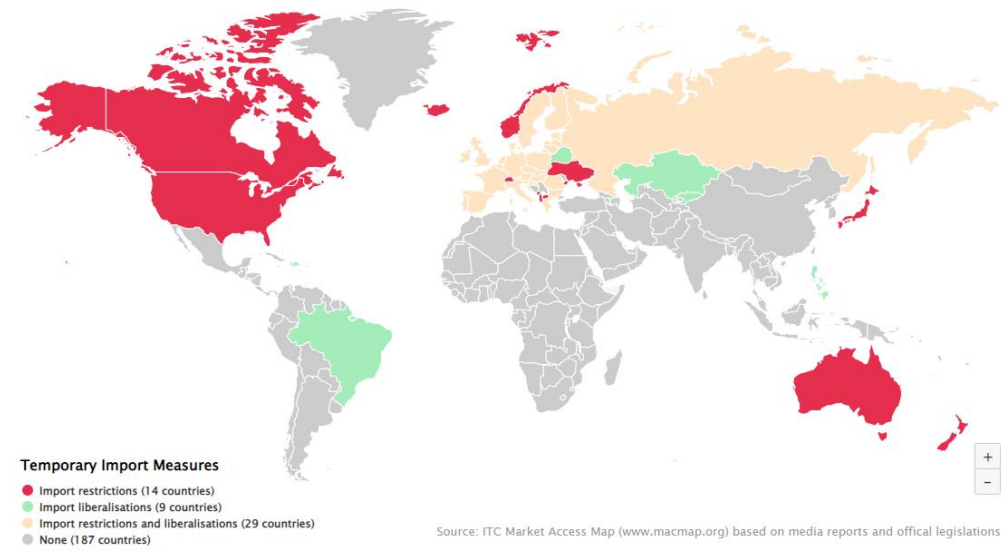 +
−
Temporary Import Measures
Import restrictions (14 countries)
Import liberalisations (9 countries)
Import restrictions and liberalisations (29 countries)
None (187 countries)
Source: ITC Market Access Map (www.macmap.org) based on media reports and offical legislations